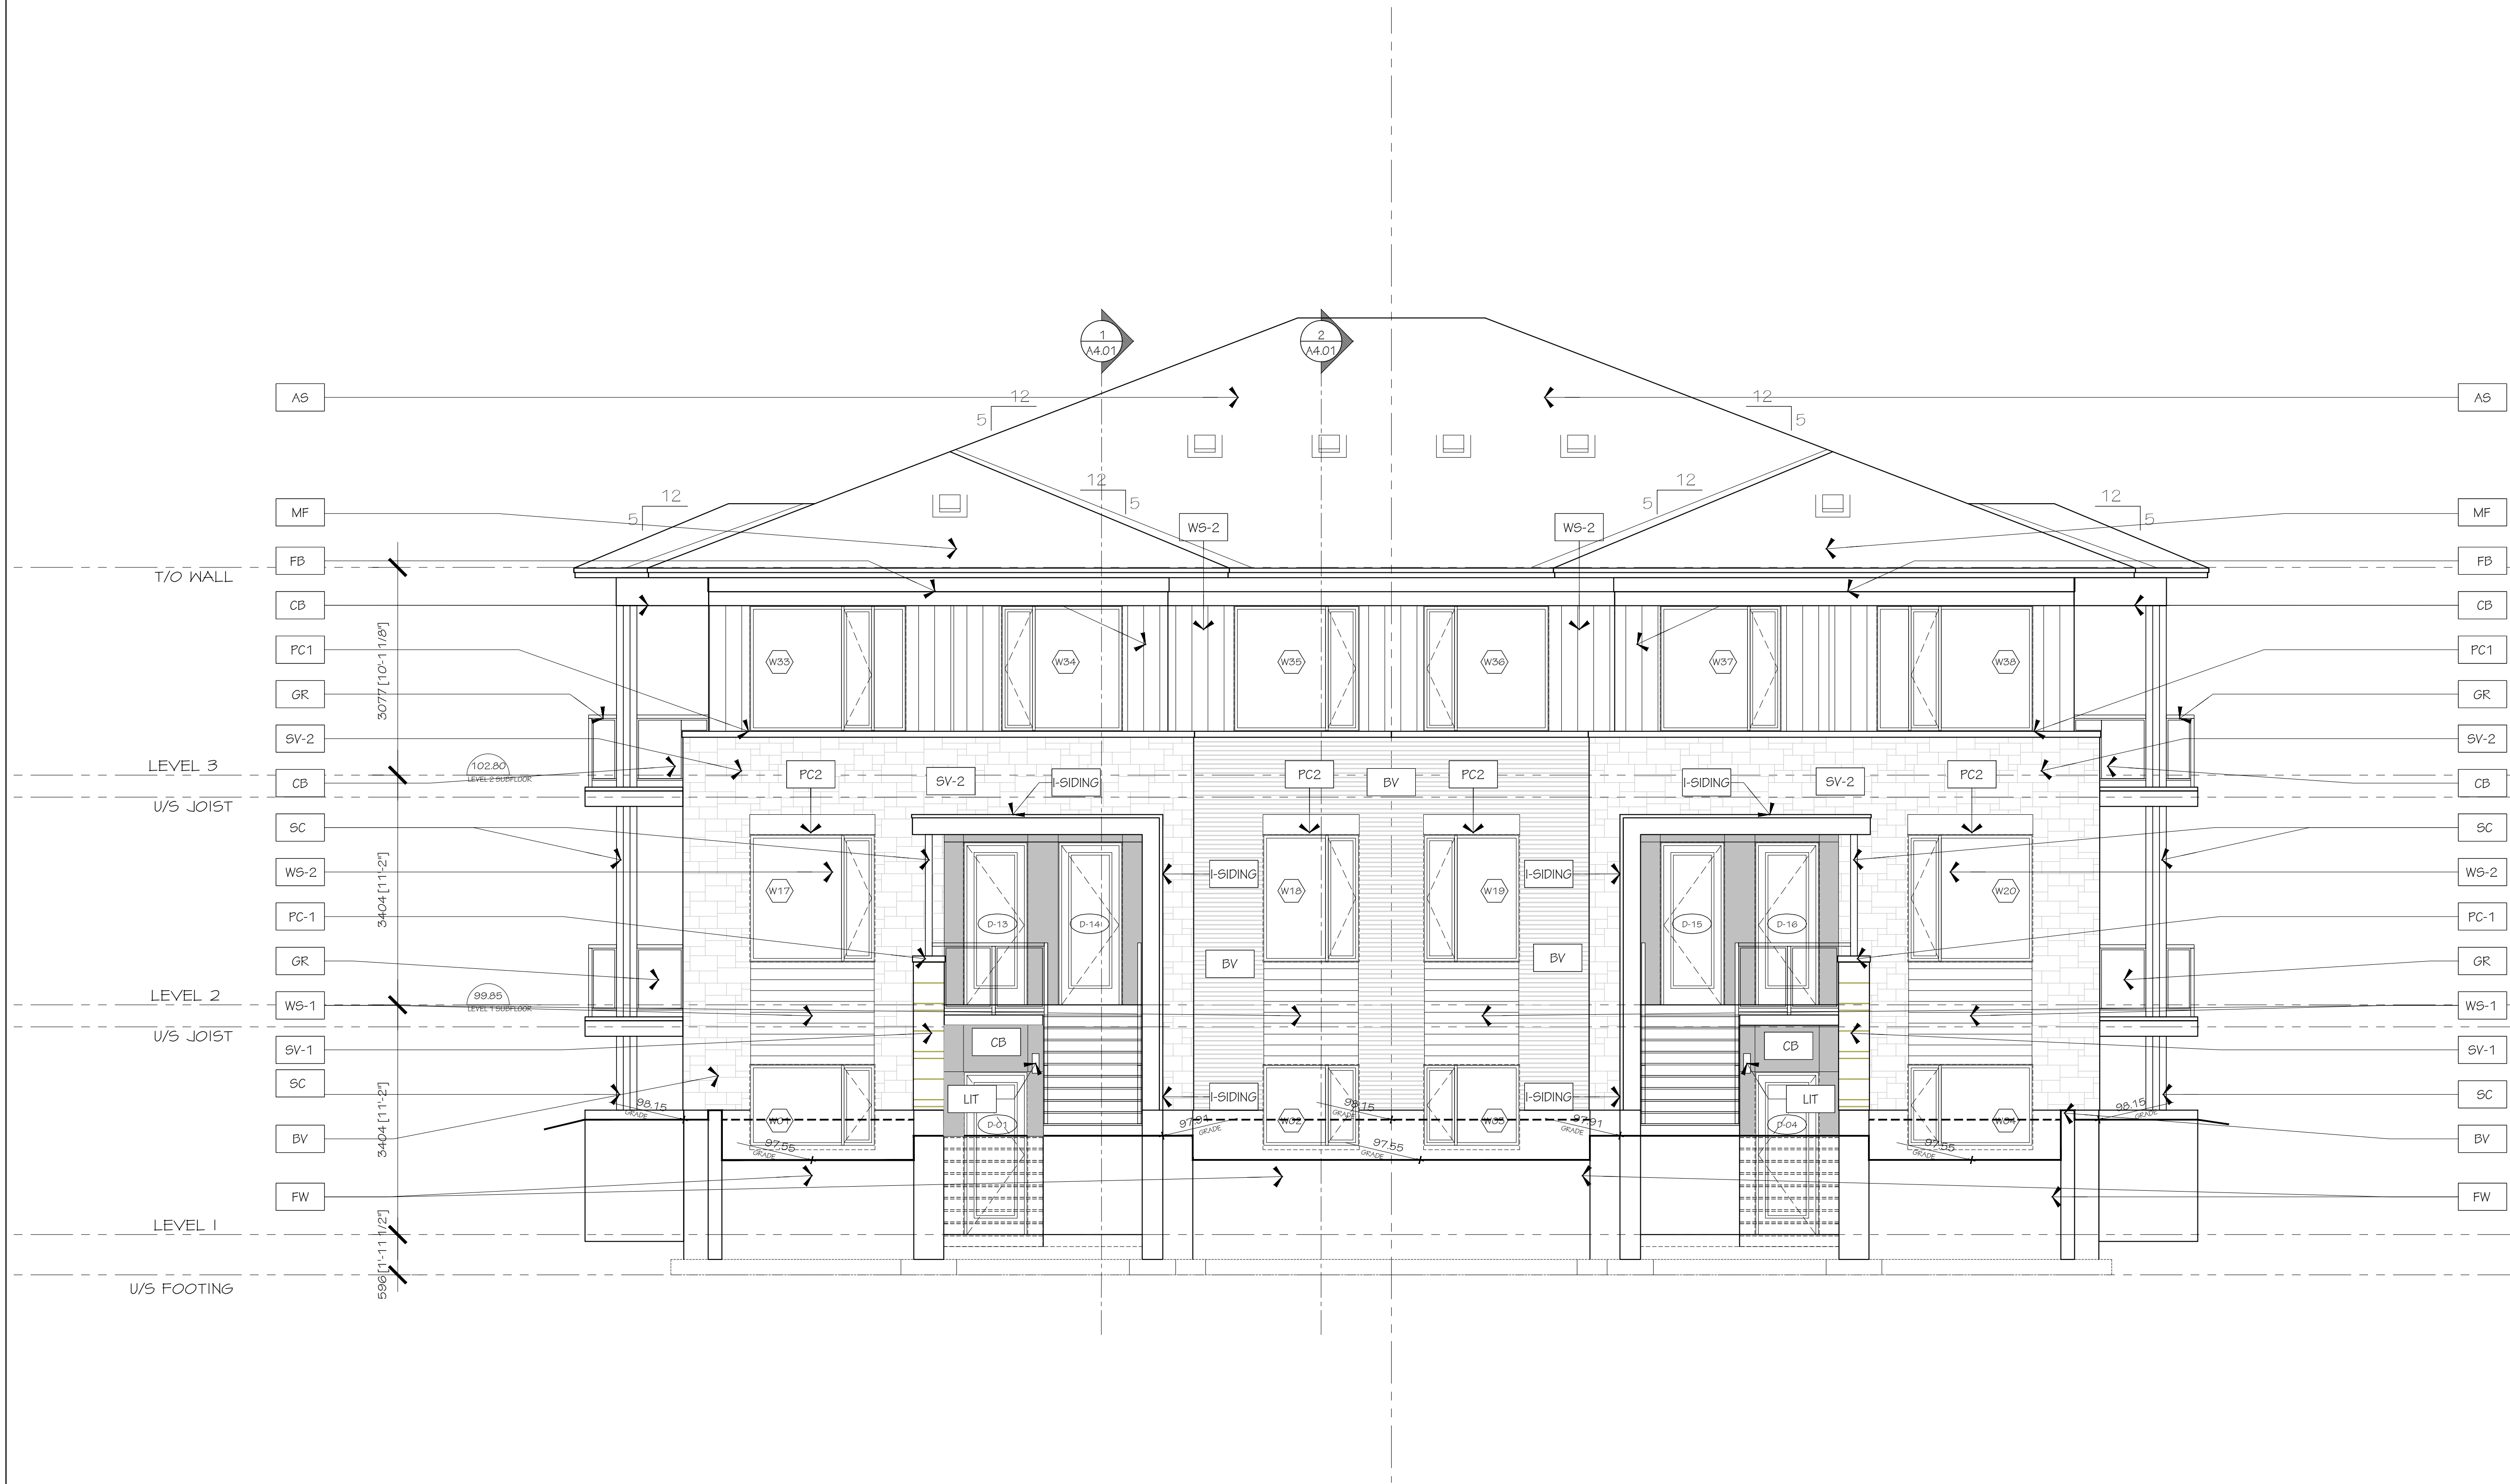 1
A4.01
2
A4.01
AS
12
5
12
5
AS
MF
12
5
12
5
WS-2
WS-2
12
5
12
5
MF
FB
FB
T/O WALL
CB
CB
3077 [10'-1 1/8"]
PC1
PC1
W33
W34
W35
W36
W37
W38
GR
GR
SV-2
SV-2
LEVEL 3
102.80
LEVEL 2 SUBFLOOR
CB
PC2
SV-2
I-SIDING
PC2
BV
PC2
I-SIDING
SV-2
PC2
CB
U/S JOIST
SC
SC
3404 [11'-2"]
WS-2
I-SIDING
I-SIDING
WS-2
W17
W18
W19
W20
PC-1
D-13
D-14
D-15
D-16
PC-1
GR
BV
BV
GR
LEVEL 2
99.85
LEVEL 1 SUBFLOOR
WS-1
WS-1
U/S JOIST
SV-1
CB
CB
SV-1
SC
SC
3404 [11'-2"]
LIT
I-SIDING
I-SIDING
LIT
98.15
GRADE
98.15
GRADE
98.15
GRADE
W01
D-01
97.91
GRADE
W02
W03
97.91
GRADE
D-04
W04
BV
BV
97.55
GRADE
97.55
GRADE
97.55
GRADE
FW
FW
LEVEL 1
596 [1'-11 1/2"]
U/S FOOTING